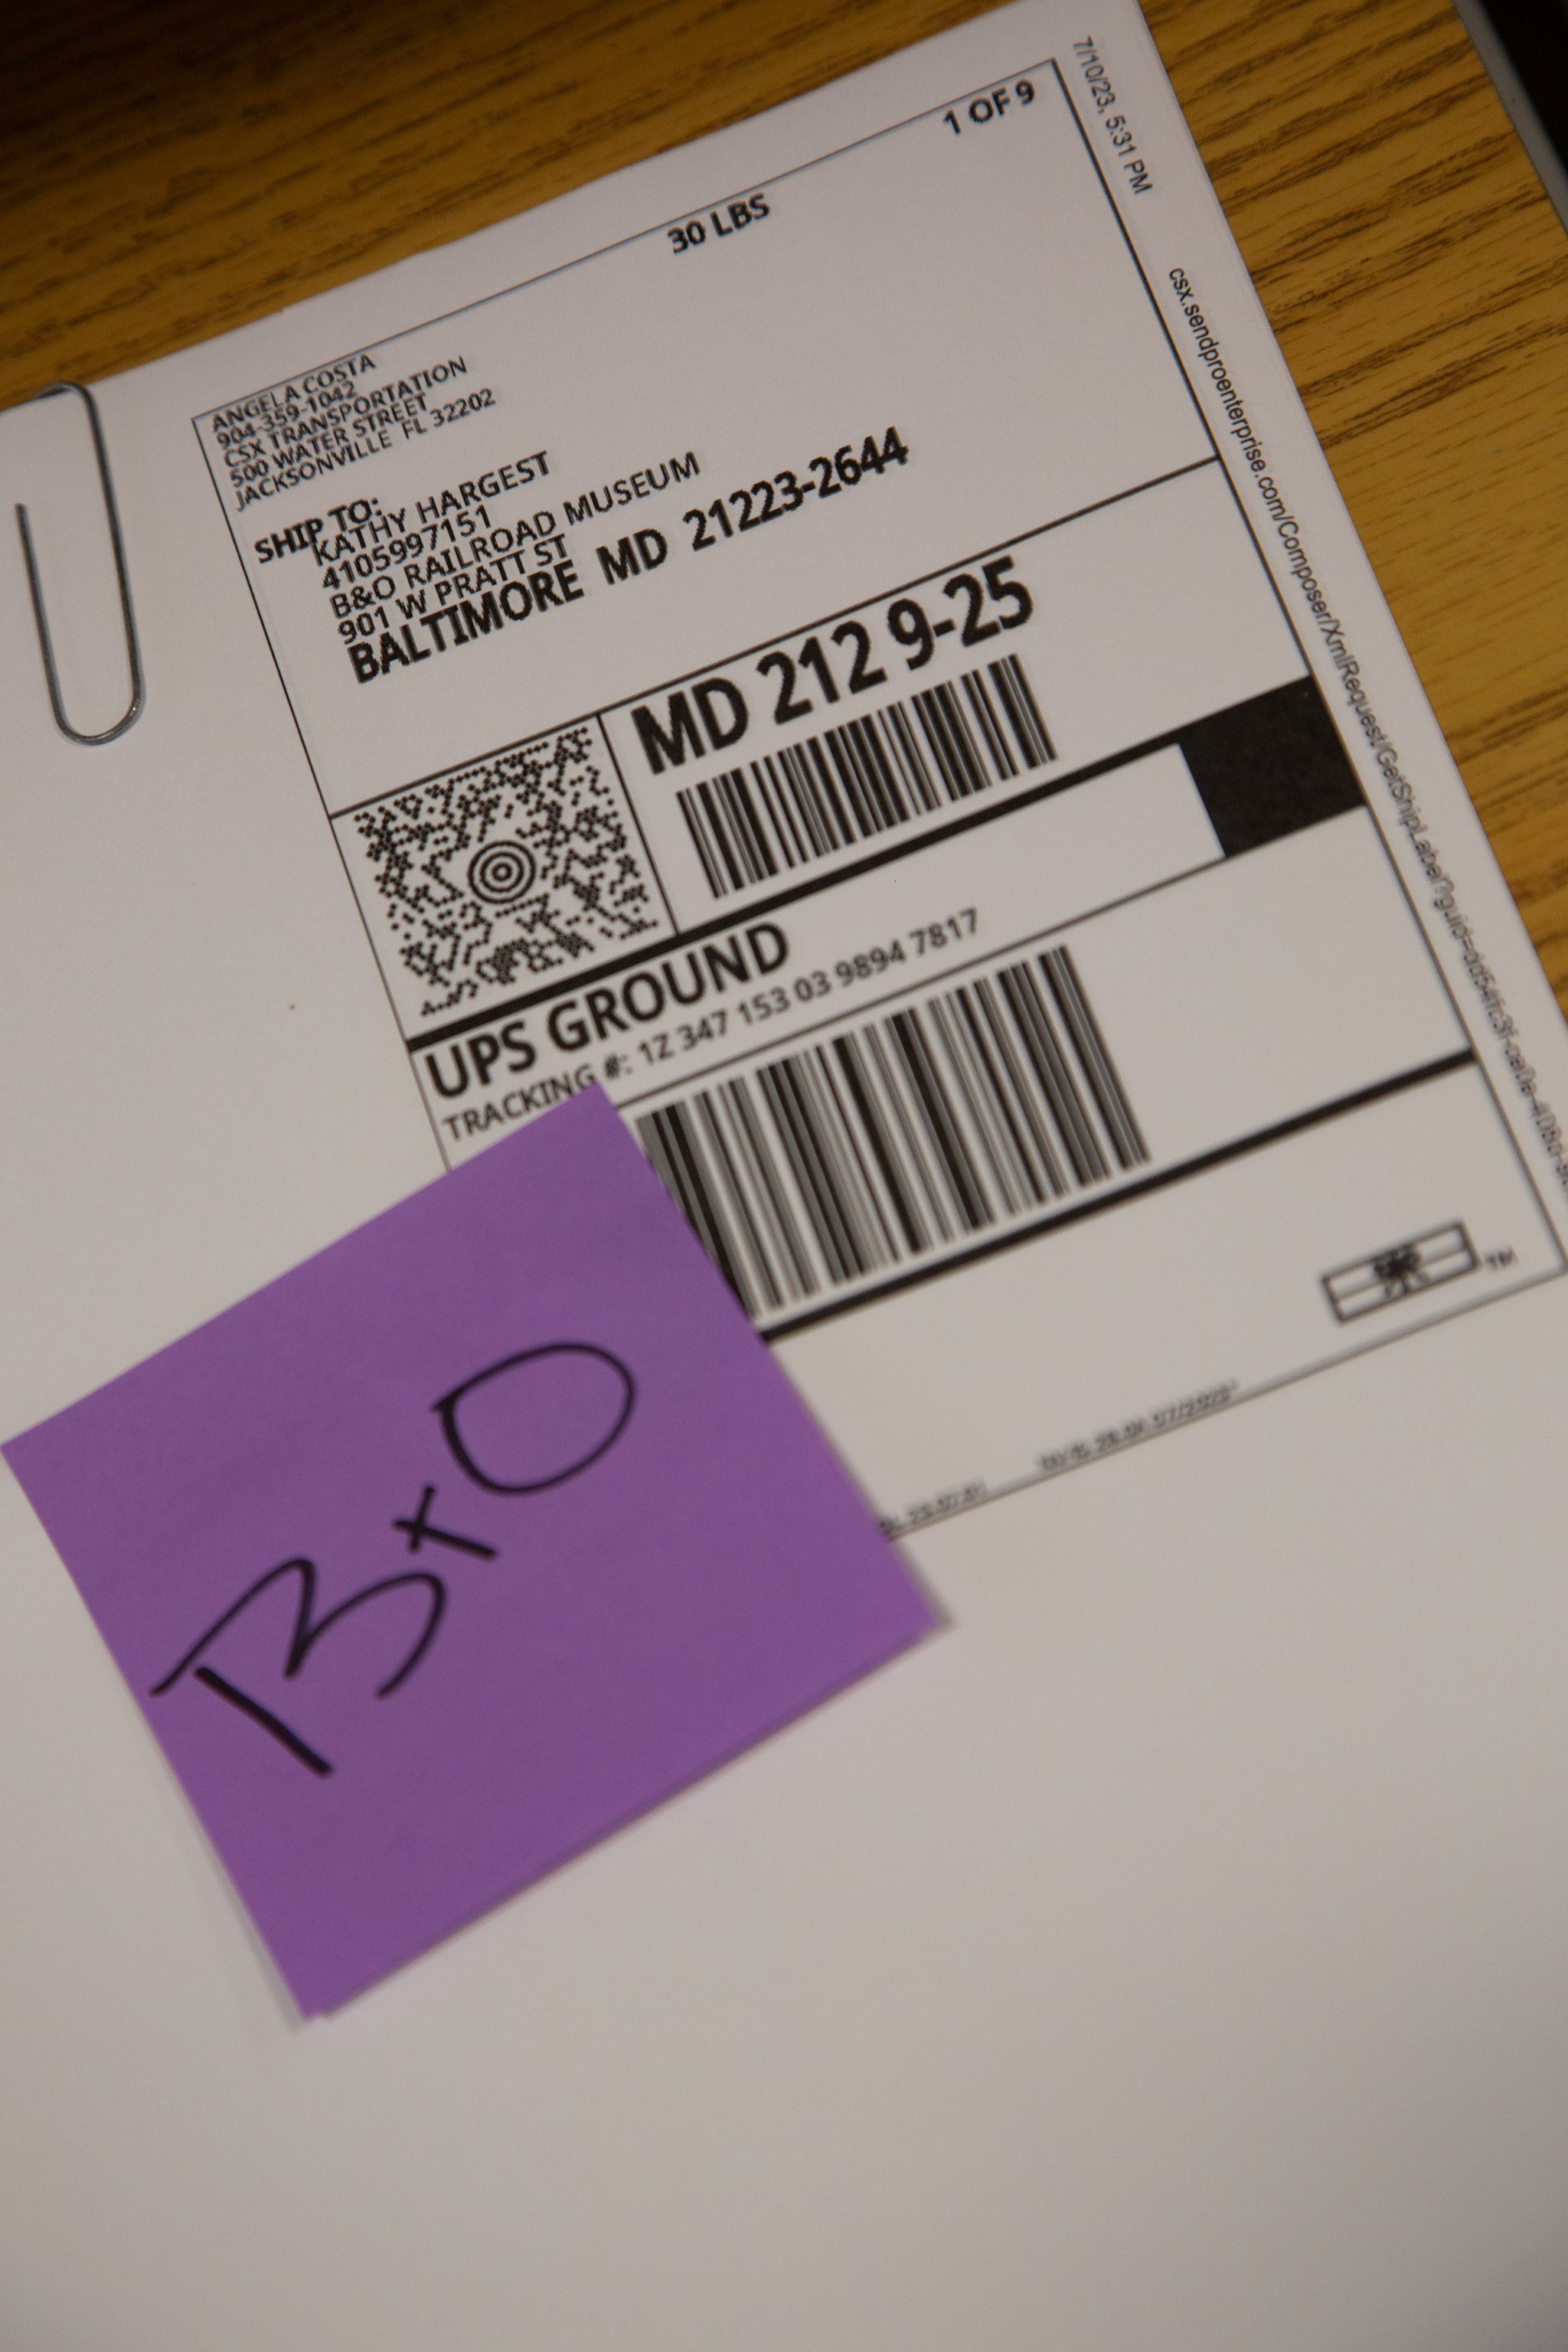 7/10/23, 5:31 PM
csx.sendproenterprise.com/Composer/XmlRequest/GetShipLabel?guid=
1 OF 9
30 LBS
ANGELA COSTA
904-359-1042
CSX TRANSPORTATION
500 WATER STREET
JACKSONVILLE FL 32202
SHIP TO:
KATHY HARGEST
4105997151
B&O RAILROAD MUSEUM
901 W PRATT ST
BALTIMORE MD 21223-2644
MD 212 9-25
UPS GROUND
TRACKING #: 1Z 347 153 03 9894 7817
TM
B+O